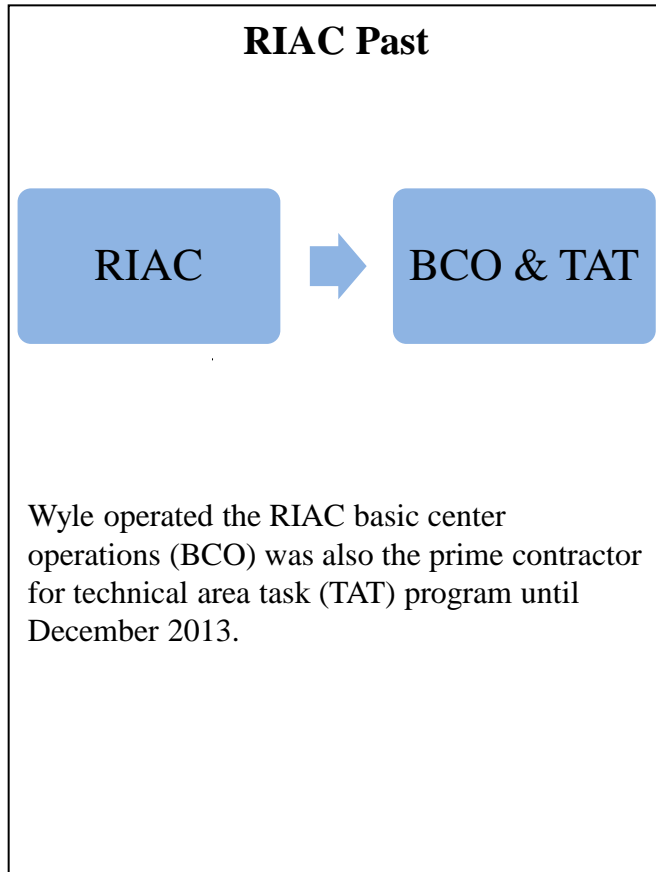 RIAC Past
RIAC
BCO & TAT
Wyle operated the RIAC basic center
operations (BCO) was also the prime contractor
for technical area task (TAT) program until
December 2013.